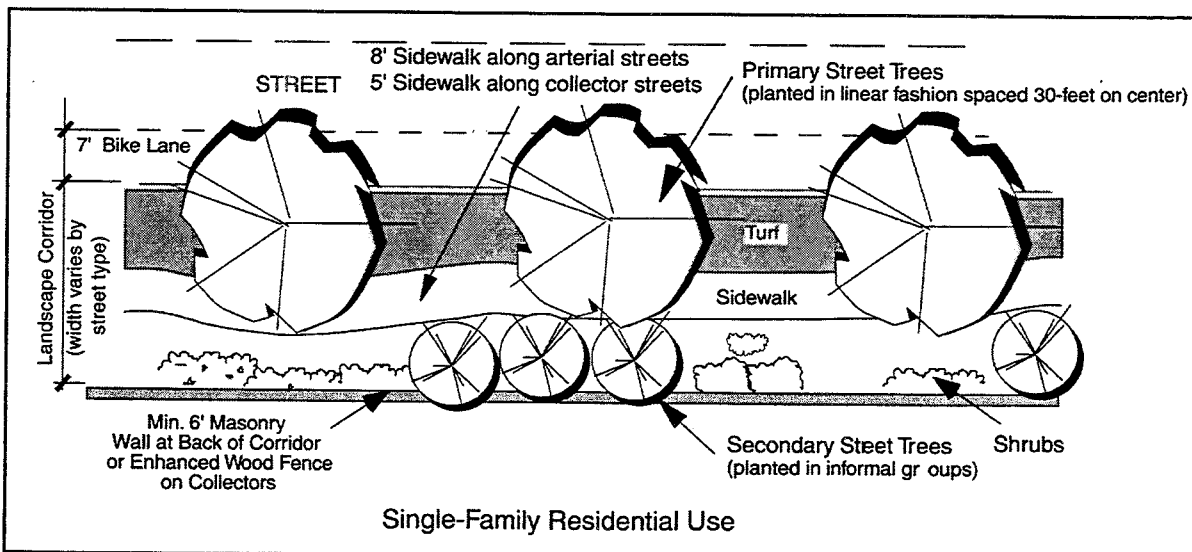 8' Sidewalk along arterial streets
STREET
5' Sidewalk along collector streets
Primary Street Trees
(planted in linear fashion spaced 30-feet on center)
7' Bike Lane
Landscape Corridor
(width varies by
street type)
Turf
Sidewalk
Min. 6' Masonry
Wall at Back of Corridor
or Enhanced Wood Fence
on Collectors
Secondary Street Trees
(planted in informal gr oups)
Shrubs
Single-Family Residential Use